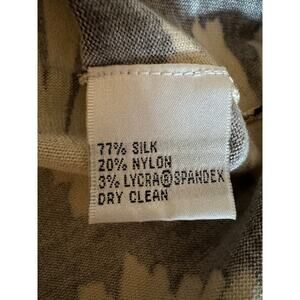 77% SILK
20% NYLON
3% LYCRA®SPANDEX
DRY CLEAN